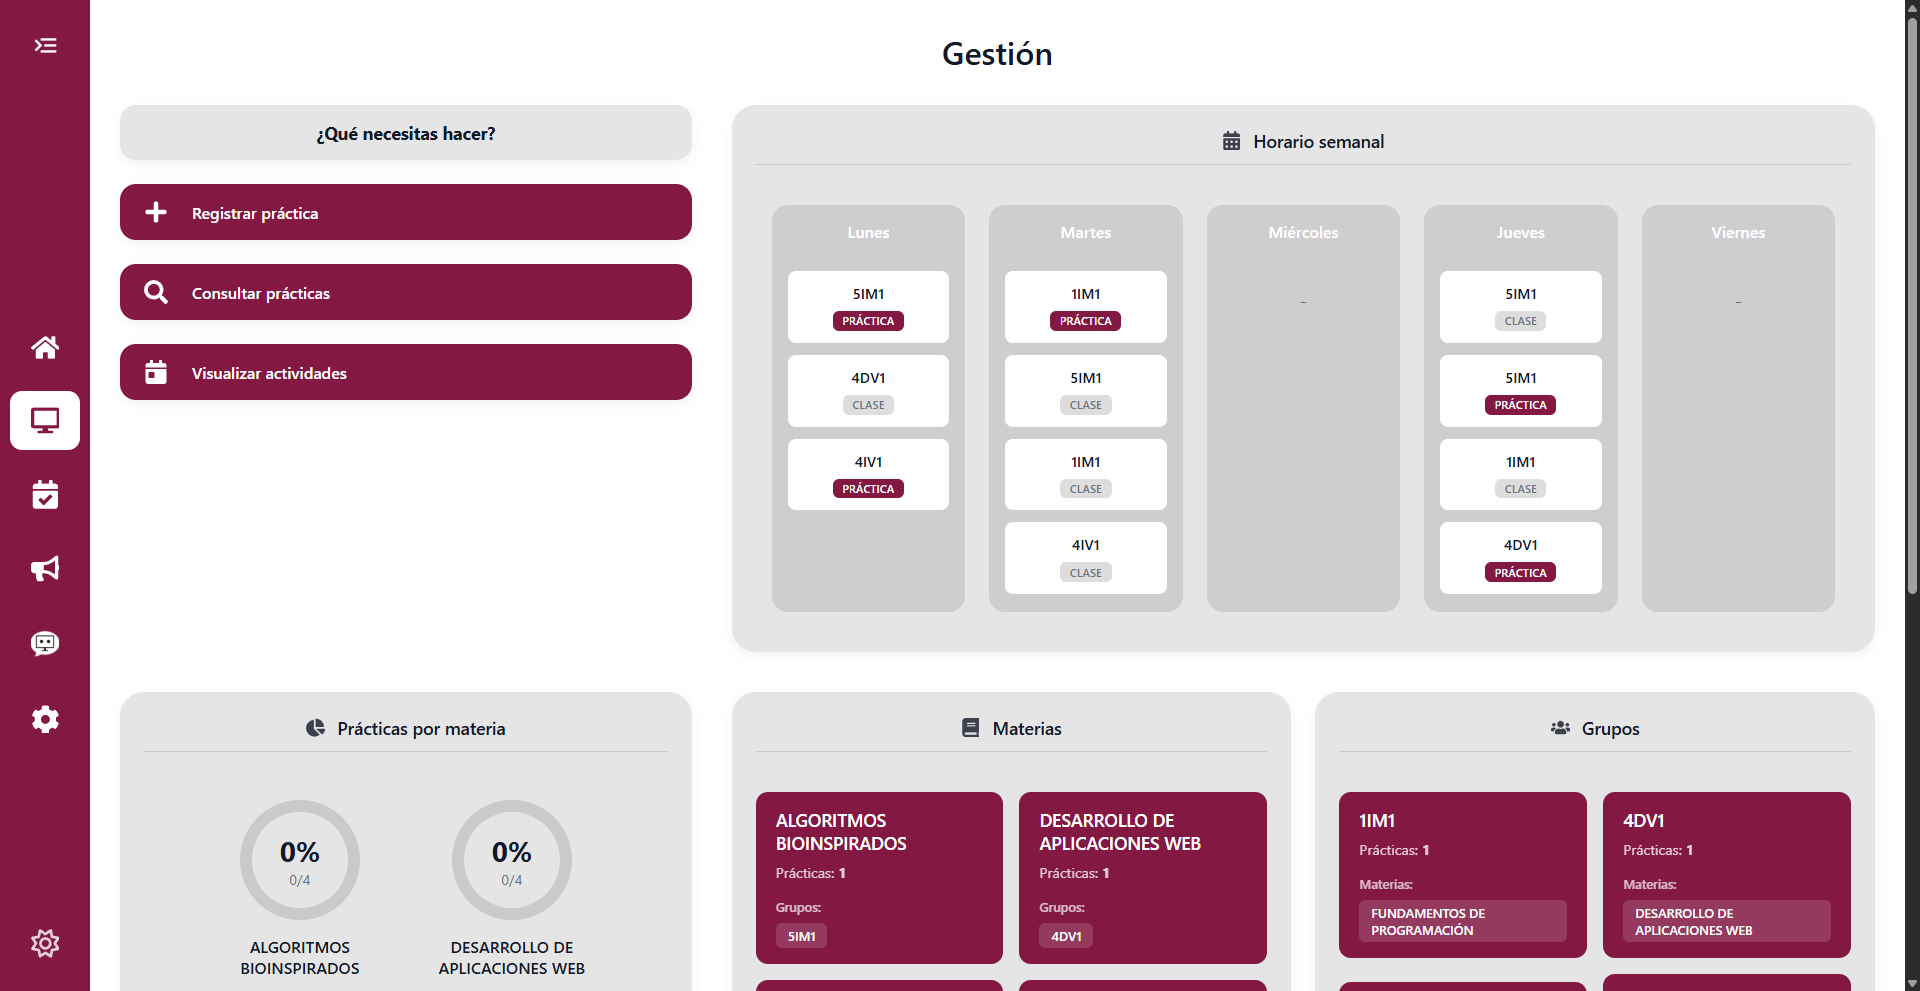 Gestión
¿Qué necesitas hacer?
Registrar práctica
Consultar prácticas
Visualizar actividades
Horario semanal
Lunes
5IM1
PRÁCTICA
4DV1
CLASE
4IV1
PRÁCTICA
Martes
1IM1
PRÁCTICA
5IM1
CLASE
1IM1
CLASE
4IV1
CLASE
Miércoles
-
Jueves
5IM1
CLASE
5IM1
PRÁCTICA
1IM1
CLASE
4DV1
PRÁCTICA
Viernes
-
Prácticas por materia
0%
0/4
ALGORITMOS
BIOINSPIRADOS
0%
0/4
DESARROLLO DE
APLICACIONES WEB
Materias
ALGORITMOS
BIOINSPIRADOS
Prácticas: 1
Grupos:
5IM1
DESARROLLO DE
APLICACIONES WEB
Prácticas: 1
Grupos:
4DV1
Grupos
1IM1
Prácticas: 1
Materias:
FUNDAMENTOS DE
PROGRAMACIÓN
4DV1
Prácticas: 1
Materias:
DESARROLLO DE
APLICACIONES WEB